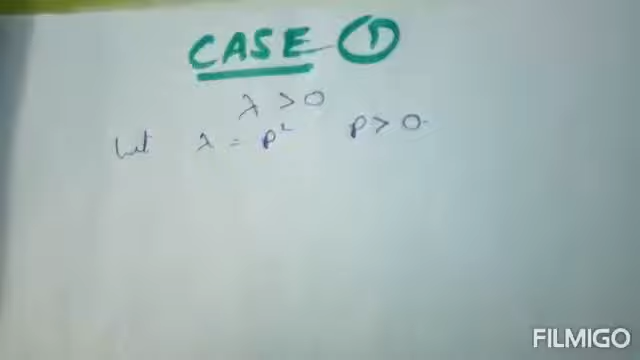 CASE ①
λ > 0
Let λ = p² p > 0
FILMIGO